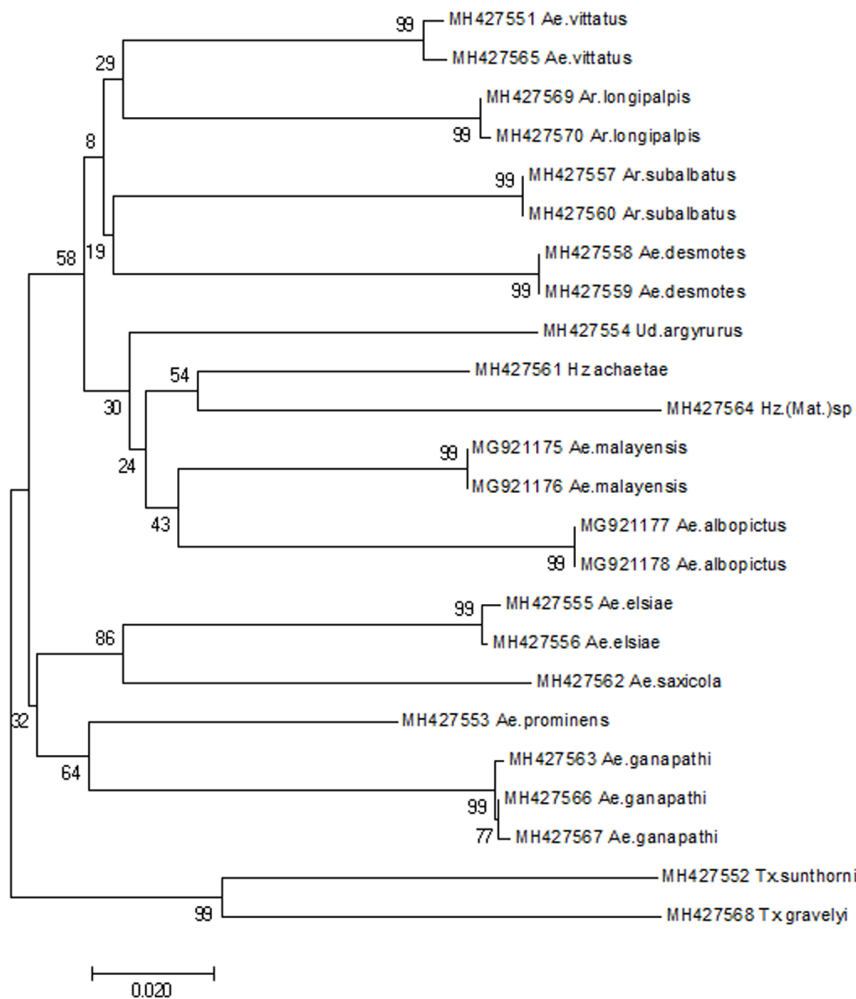 99 MH427551 Ae.vittatus
MH427565 Ae.vittatus
29
MH427569 Ar.longipalpis
99 MH427570 Ar.longipalpis
8
99 MH427557 Ar.subalbatus
MH427560 Ar.subalbatus
19
58
MH427558 Ae.desmotes
99 MH427559 Ae.desmotes
MH427554 Ud.argyrurus
54 MH427561 Hz achaetae
30
MH427564 Hz.(Mat.)sp
24
99 MG921175 Ae.malayensis
MG921176 Ae.malayensis
43
MG921177 Ae.albopictus
99 MG921178 Ae.albopictus
99 MH427555 Ae.elsiae
86 MH427556 Ae.elsiae
MH427562 Ae.saxicola
32 MH427553 Ae.prominens
64 MH427563 Ae.ganapathi
99 MH427566 Ae.ganapathi
77 MH427567 Ae.ganapathi
MH427552 Tx.sunthorni
99 MH427568 Tx.gravelyi
0.020